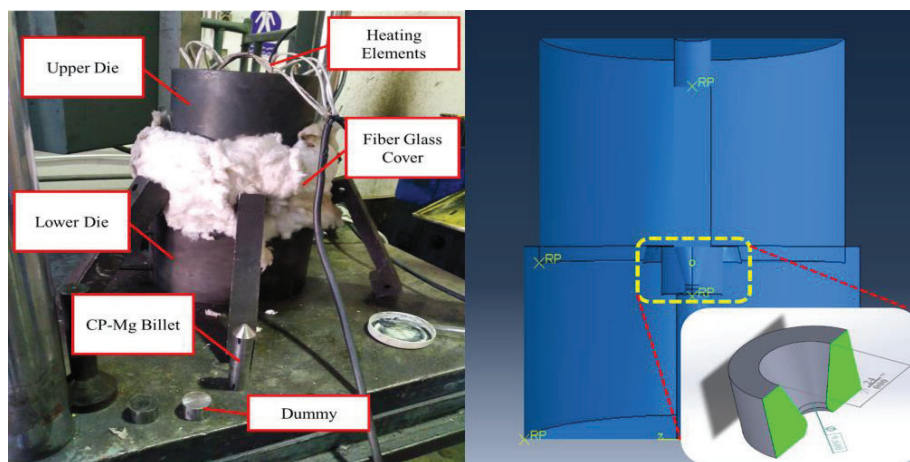 Heating
Elements
Upper Die
Fiber Glass
Cover
Lower Die
CP-Mg Billet
Dummy
RP
RP
RP
RP
z